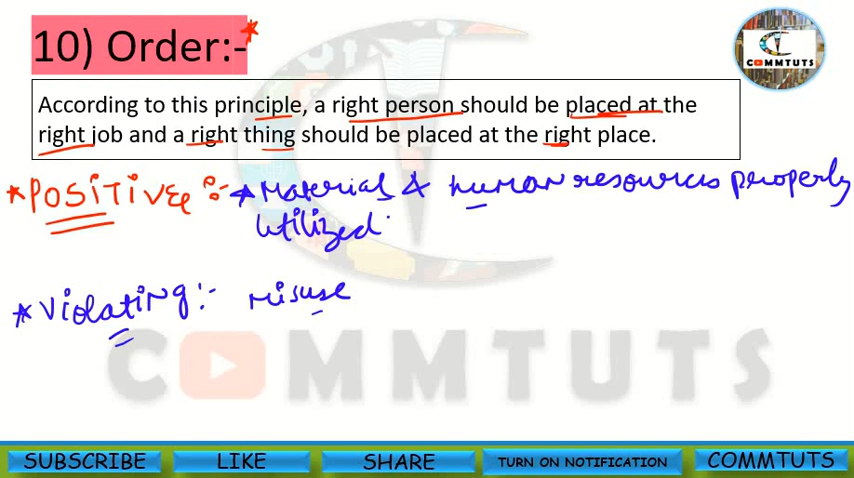 10) Order:-*
COMMTUTS
According to this principle, a right person should be placed at the
right job and a right thing should be placed at the right place.
*POSITIVE :- *Material & human resources properly
Utilized
*Violating :- misuse
COMMTUTS
SUBSCRIBE LIKE SHARE TURN ON NOTIFICATION COMMTUTS